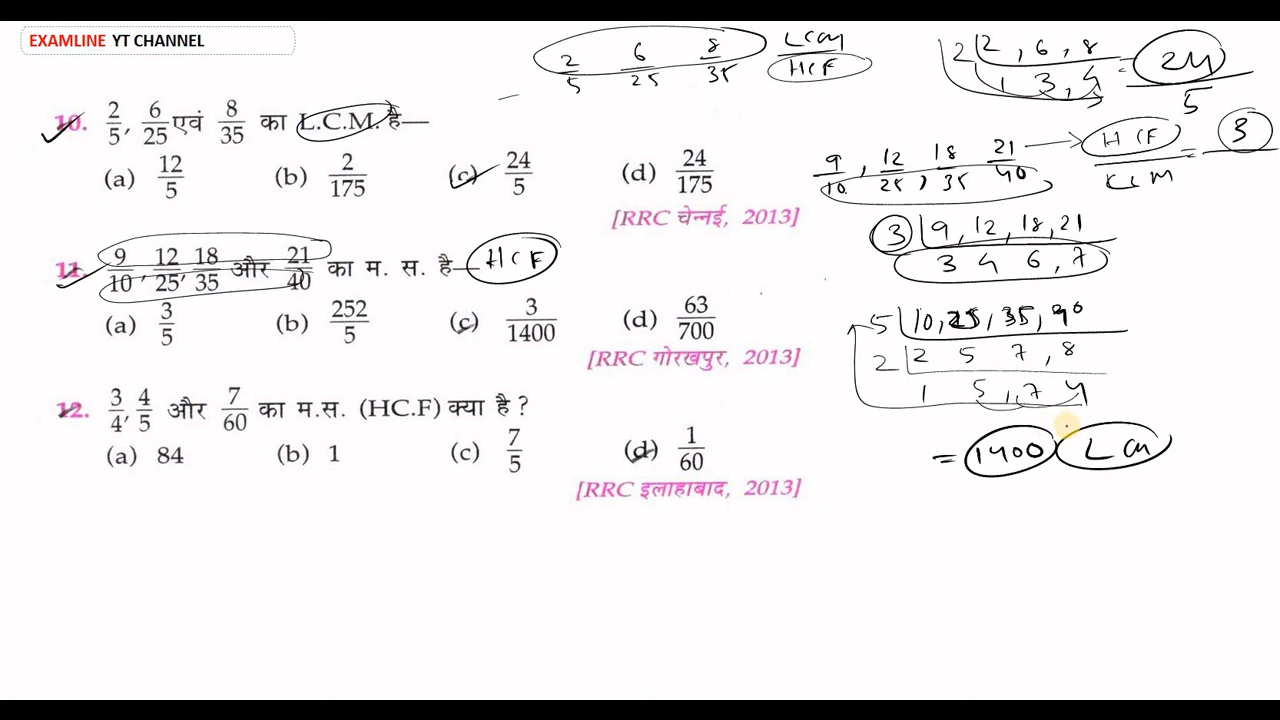 EXAMLINE YT CHANNEL
10. 2/5, 6/25 एवं 8/35 का L.C.M. है—
(a) 12/5 (b) 2/175 (c) 24/5 (d) 24/175
[RRC चेन्नई, 2013]
11. 9/10, 12/25, 18/35 और 21/40 का म. स. है— HCF
(a) 3/5 (b) 252/5 (c) 3/1400 (d) 63/700
[RRC गोरखपुर, 2013]
12. 3/4, 4/5 और 7/60 का म.स. (HC.F) क्या है ?
(a) 84 (b) 1 (c) 7/5 (d) 1/60
[RRC इलाहाबाद, 2013]
2/5 6/25 8/35 LCM/HCF
2 2, 6, 8
1 3, 4 = 24/5
9/10, 12/25, 18/35 21/40 → HCF/LCM = 3
3 9, 12, 18, 21
3 4 6, 7
5 10, 25, 35, 40
2 2 5 7, 8
1 5, 7 4
= 1400 LCM